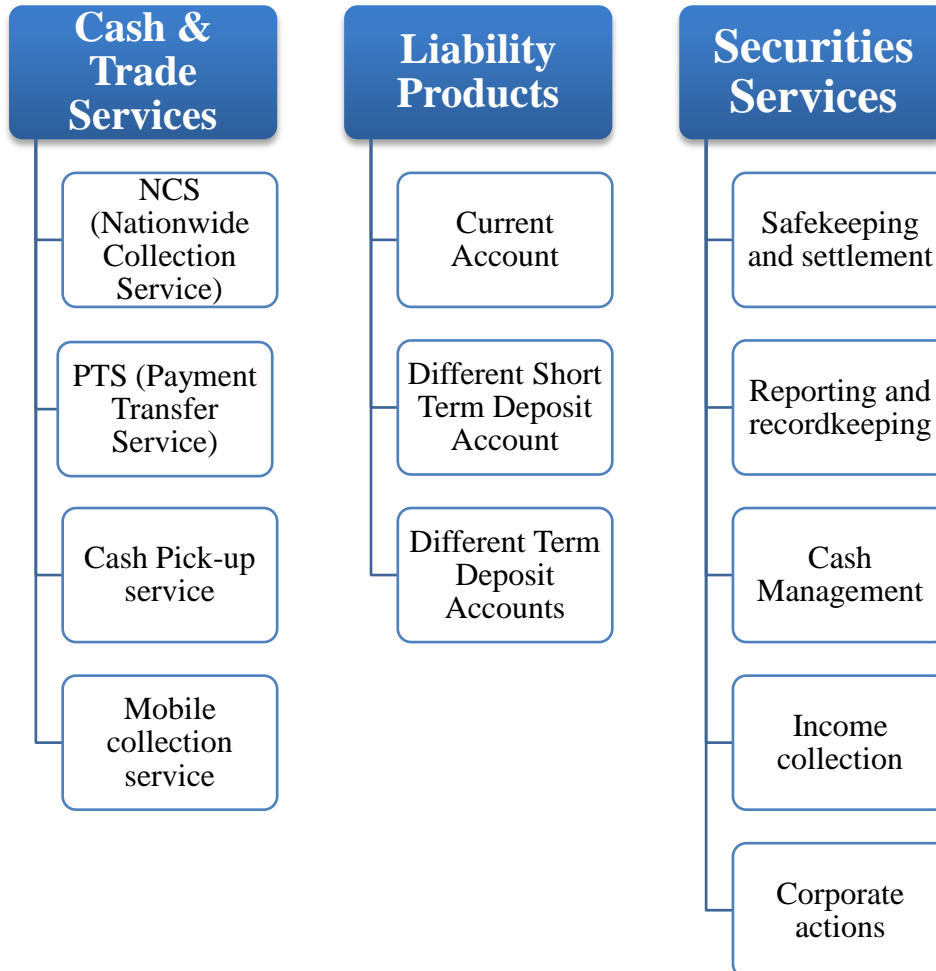 Cash &
Trade
Services
NCS
(Nationwide
Collection
Service)
PTS (Payment
Transfer
Service)
Cash Pick-up
service
Mobile
collection
service
Liability
Products
Current
Account
Different Short
Term Deposit
Account
Different Term
Deposit
Accounts
Securities
Services
Safekeeping
and settlement
Reporting and
recordkeeping
Cash
Management
Income
collection
Corporate
actions